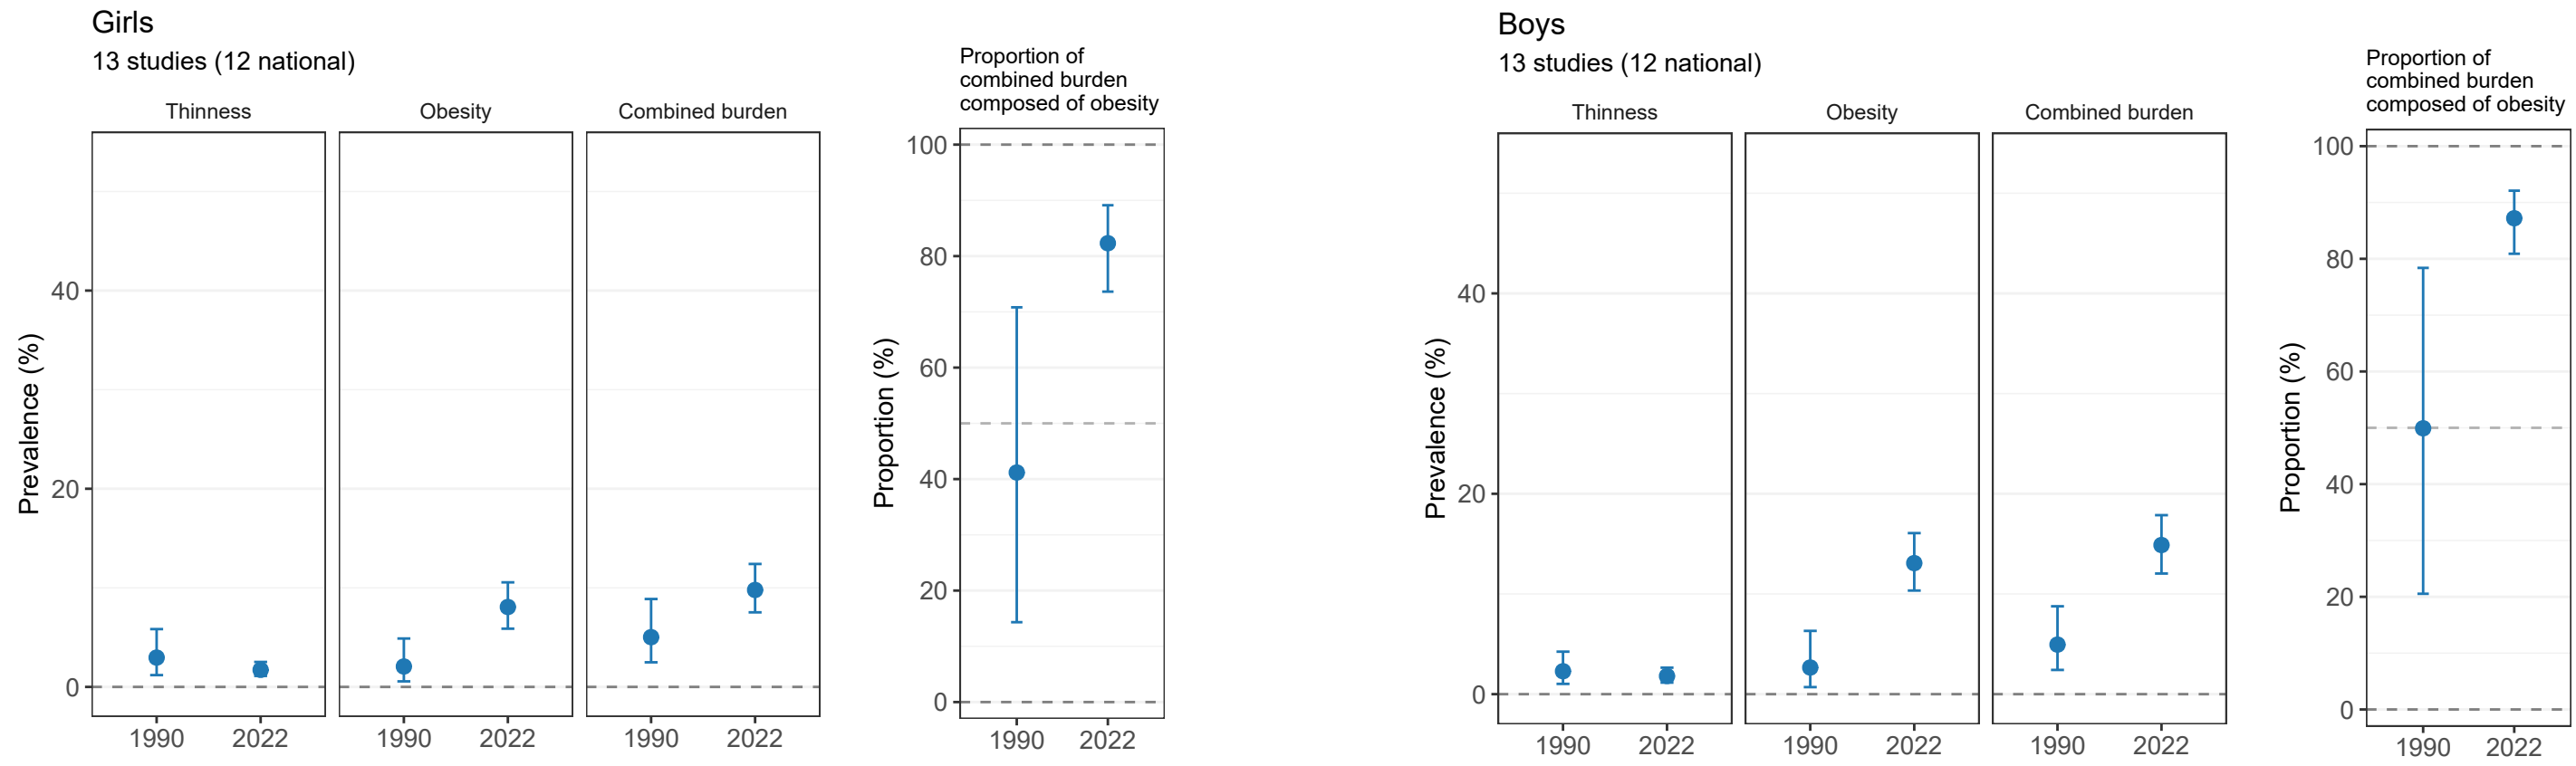 Girls
13 studies (12 national)
Thinness
Obesity
Combined burden
Prevalence (%)
40
20
0
1990 2022
1990 2022
1990 2022
Proportion of
combined burden
composed of obesity
Proportion (%)
100
80
60
40
20
0
1990 2022
Boys
13 studies (12 national)
Thinness
Obesity
Combined burden
Prevalence (%)
40
20
0
1990 2022
1990 2022
1990 2022
Proportion of
combined burden
composed of obesity
Proportion (%)
100
80
60
40
20
0
1990 2022